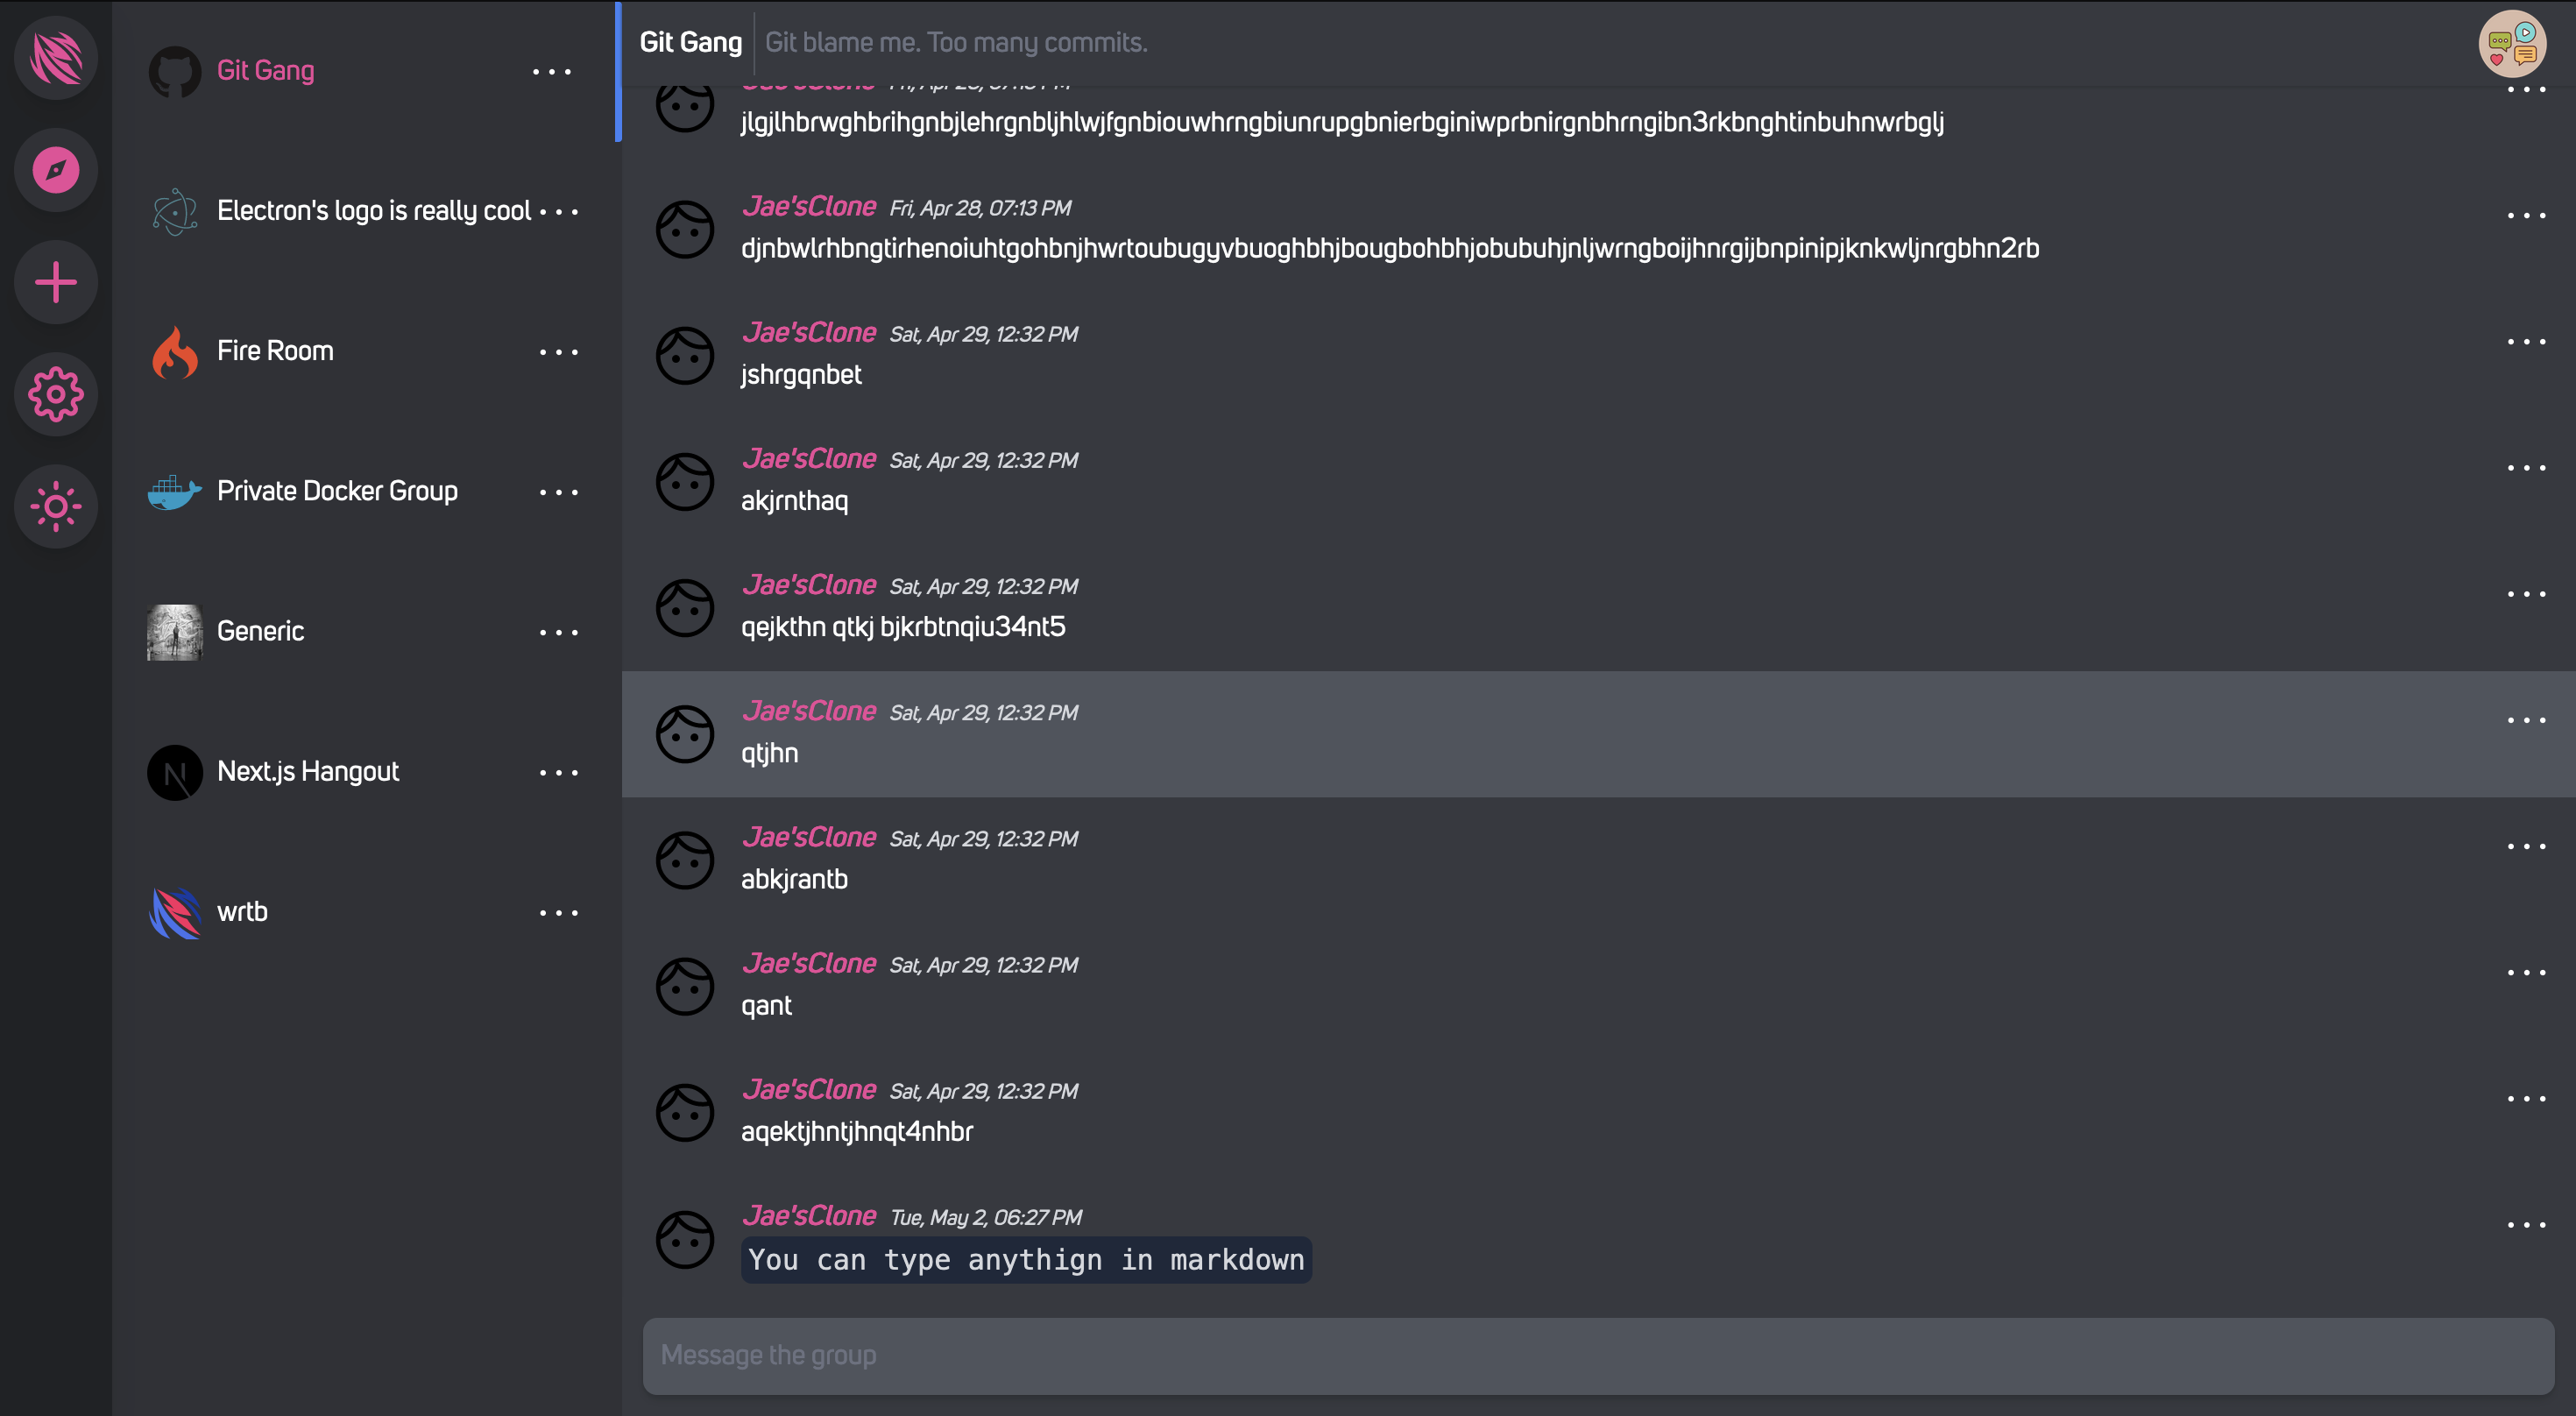 Git Gang
Electron's logo is really cool
Fire Room
Private Docker Group
Generic
Next.js Hangout
wrtb
Git Gang Git blame me. Too many commits.
jlgjlhbrwghbrihgnbjlehrgnbljhlwjfgnbiouwhrngbiunrupgbnierbginiwprbnirgnbhrngibn3rkbnghtinbuhnwrbglj
Jae'sClone Fri, Apr 28, 07:13 PM
djnbwlrhbngtirhenoiuhtgohbnjhwrtoubugyvbuoghbhjbougbohbhjobubuhjnljwrngboijhnrgijbnpinipjknkwljnrgbhn2rb
Jae'sClone Sat, Apr 29, 12:32 PM
jshrgqnbet
Jae'sClone Sat, Apr 29, 12:32 PM
akjrnthaq
Jae'sClone Sat, Apr 29, 12:32 PM
qejkthn qtkj bjkrbtnqiu34nt5
Jae'sClone Sat, Apr 29, 12:32 PM
qtjhn
Jae'sClone Sat, Apr 29, 12:32 PM
abkjrantb
Jae'sClone Sat, Apr 29, 12:32 PM
qant
Jae'sClone Sat, Apr 29, 12:32 PM
aqektjhntjhnqt4nhbr
Jae'sClone Tue, May 2, 06:27 PM
You can type anythign in markdown
Message the group